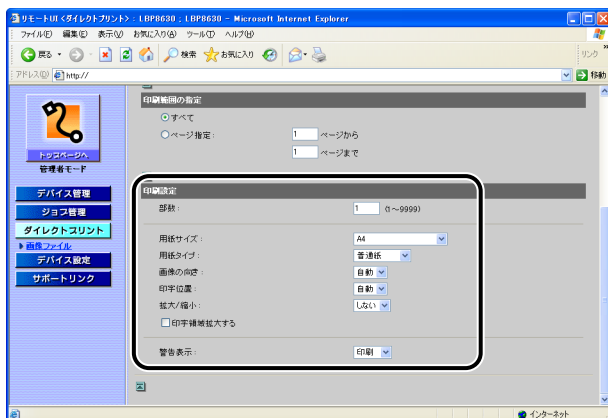 リモートUI <ダイレクトプリント> : LBP8630 ; LBP8630 - Microsoft Internet Explorer
ファイル(F) 編集(E) 表示(V) お気に入り(A) ツール(T) ヘルプ(H)
戻る 検索 お気に入り リンク »
アドレス(D) http:// 移動
トップページへ
管理者モード
デバイス管理
ジョブ管理
ダイレクトプリント
画像ファイル
デバイス設定
サポートリンク
印刷範囲の指定
すべて
ページ指定 : 1 ページから
1 ページまで
印刷設定
部数 : 1 (1~9999)
用紙サイズ : A4
用紙タイプ : 普通紙
画像の向き : 自動
印字位置 : 自動
拡大/縮小 : しない
印字領域拡大する
警告表示 : 印刷
インターネット